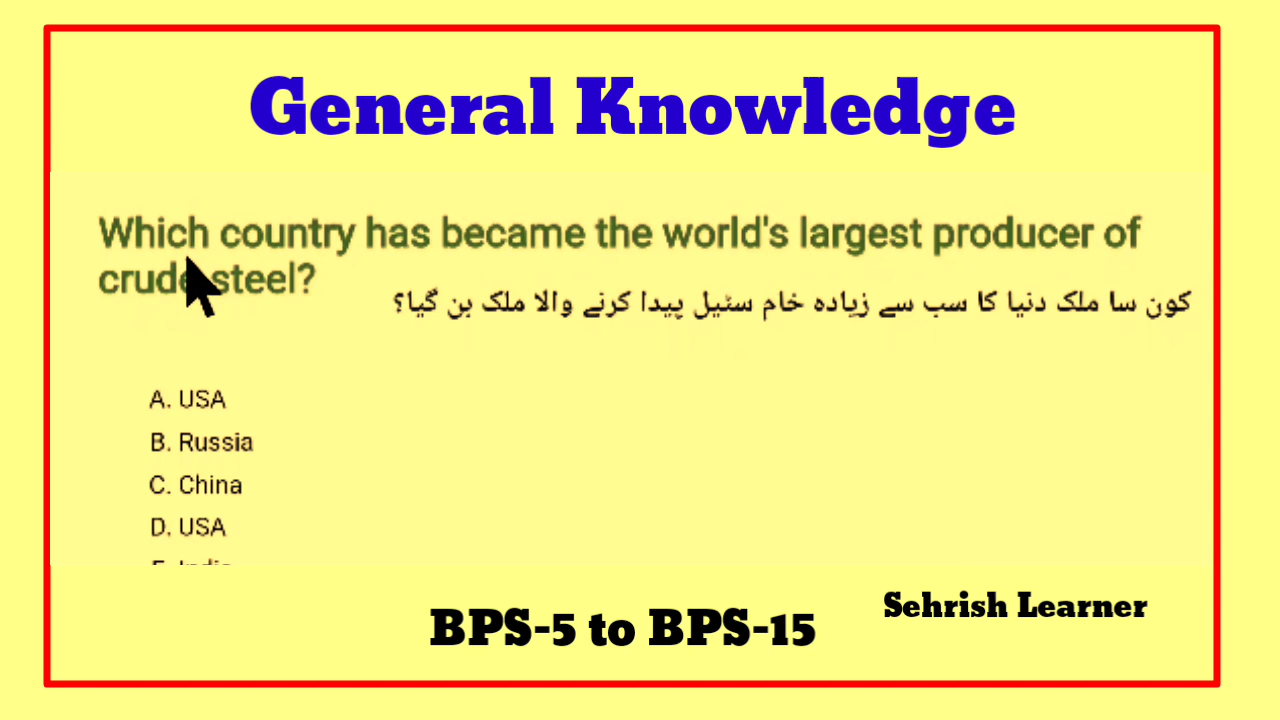 General Knowledge
Which country has became the world's largest producer of
crude steel?
کون سا ملک دنیا کا سب سے زیادہ خام سٹیل پیدا کرنے والا ملک بن گیا؟
A. USA
B. Russia
C. China
D. USA
BPS-5 to BPS-15
Sehrish Learner